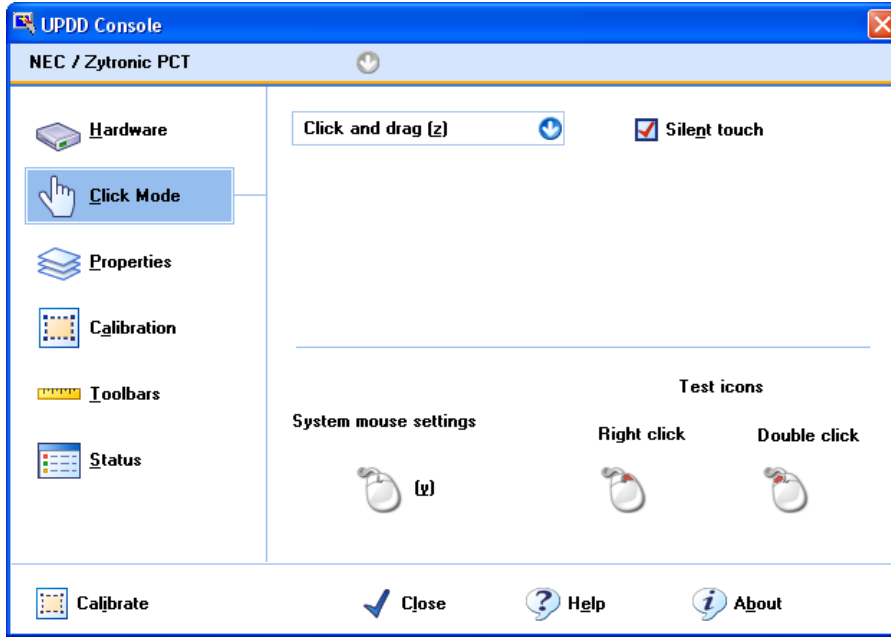 UPDD Console
NEC / Zytronic PCT
Hardware
Click Mode
Properties
Calibration
Toolbars
Status
Click and drag (z)
Silent touch
Test icons
System mouse settings
Right click
Double click
(y)
Calibrate
Close
Help
About